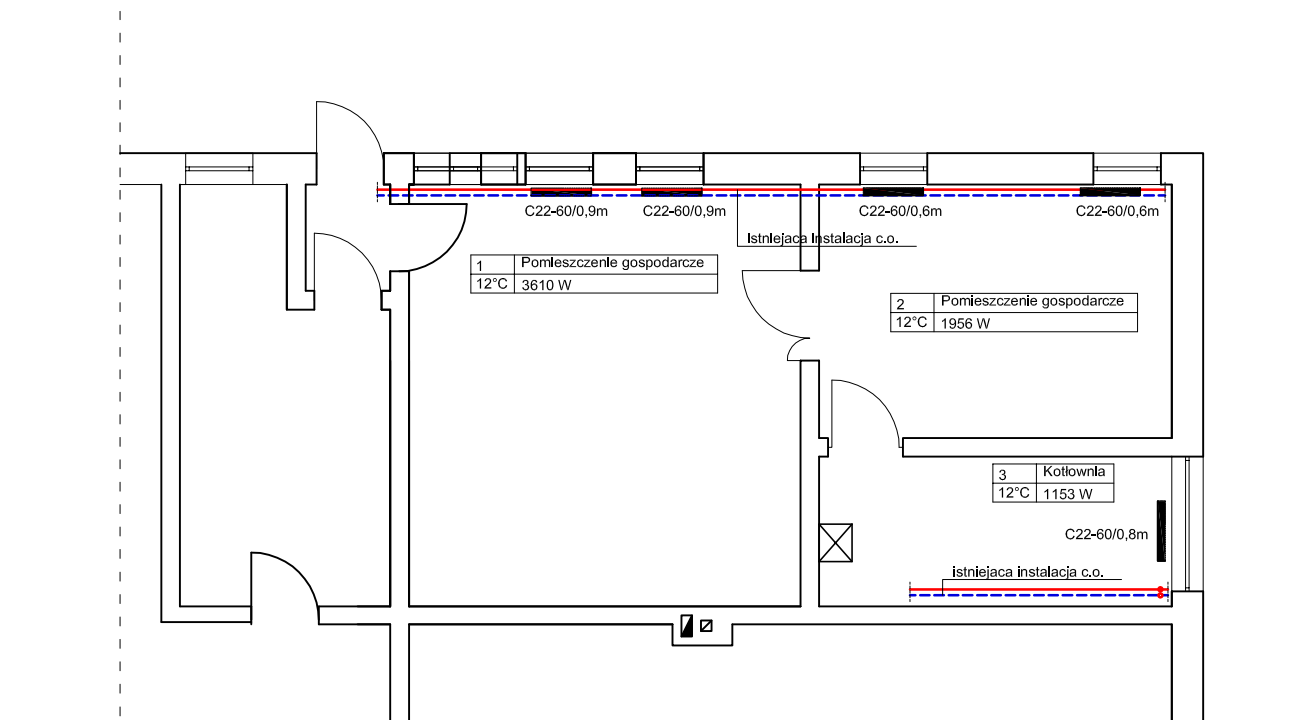 C22-60/0,9m C22-60/0,9m C22-60/0,6m C22-60/0,6m
Istniejaca instalacja c.o.
1 Pomieszczenie gospodarcze
12°C 3610 W
2 Pomieszczenie gospodarcze
12°C 1956 W
3 Kotłownia
12°C 1153 W
C22-60/0,8m
istniejaca instalacja c.o.